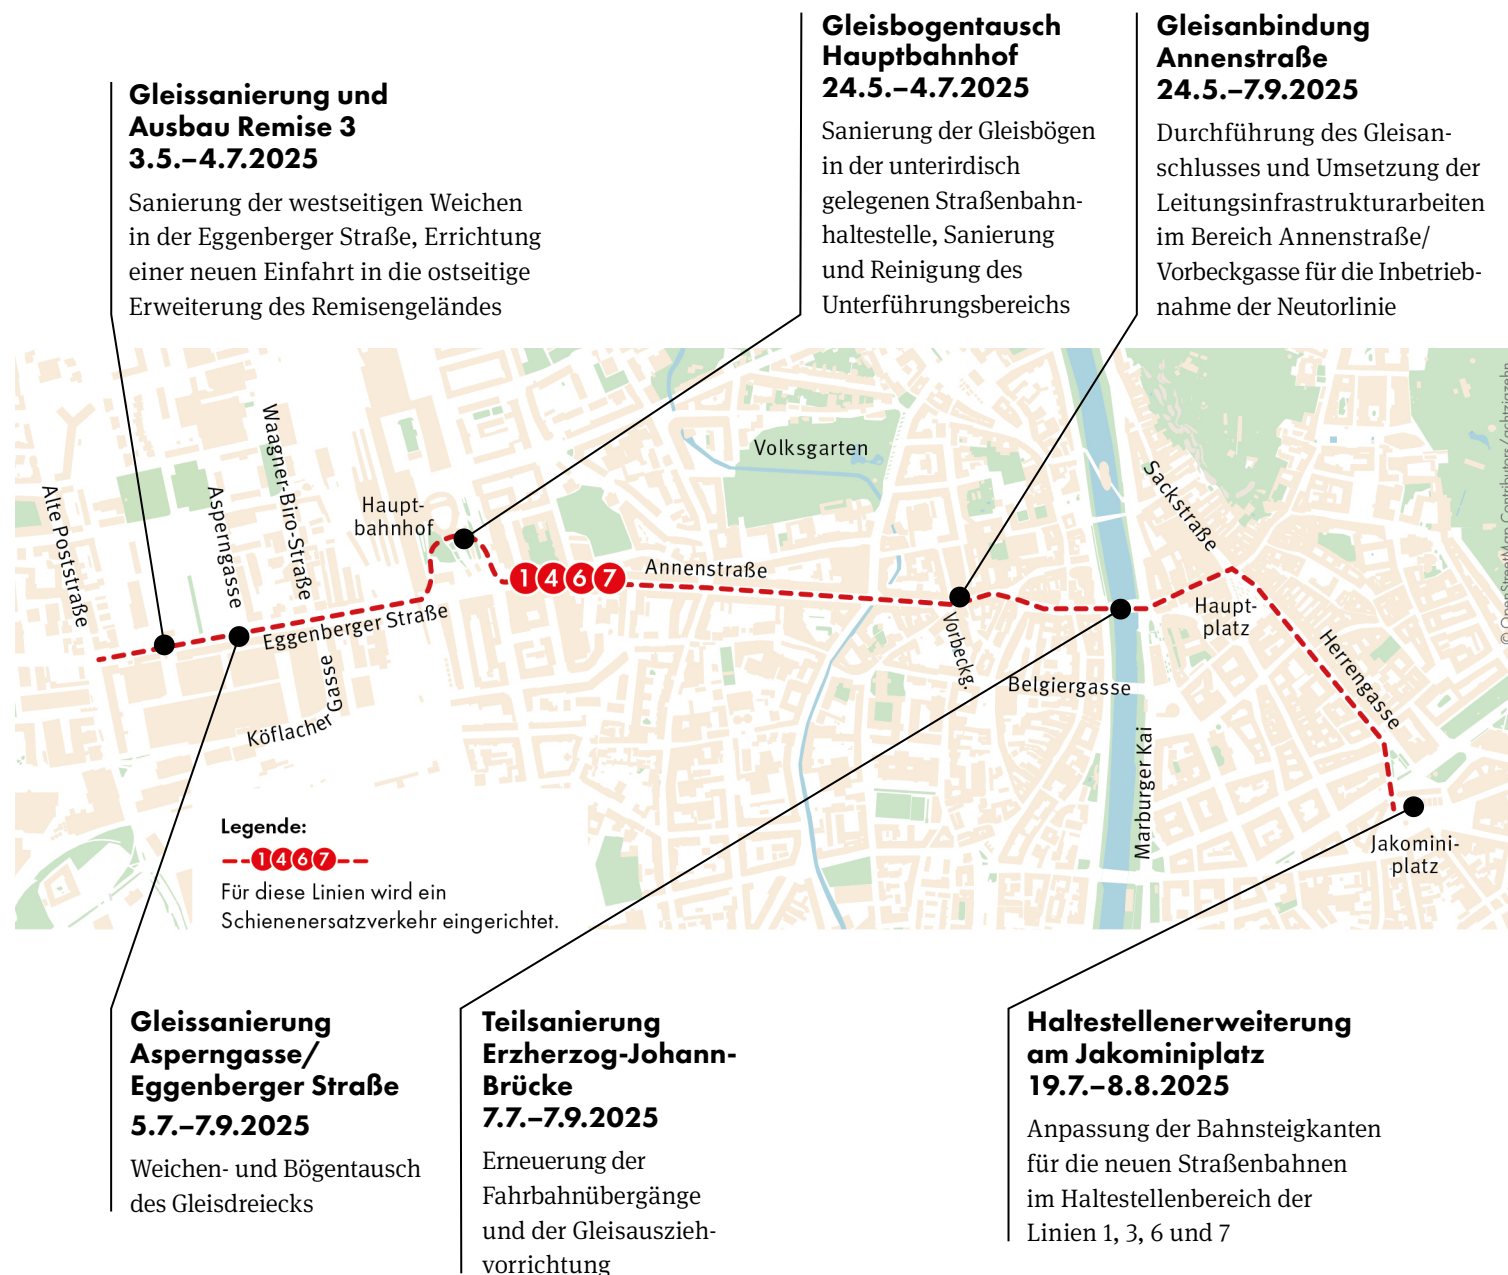 Gleissanierung und
Ausbau Remise 3
3.5.–4.7.2025
Sanierung der westseitigen Weichen
in der Eggenberger Straße, Errichtung
einer neuen Einfahrt in die ostseitige
Erweiterung des Remisengeländes
Gleisbogentausch
Hauptbahnhof
24.5.–4.7.2025
Sanierung der Gleisbögen
in der unterirdisch
gelegenen Straßenbahn-
haltestelle, Sanierung
und Reinigung des
Unterführungsbereichs
Gleisanbindung
Annenstraße
24.5.–7.9.2025
Durchführung des Gleisan-
schlusses und Umsetzung der
Leitungsinfrastrukturarbeiten
im Bereich Annenstraße/
Vorbeckgasse für die Inbetrieb-
nahme der Neutorlinie
Alte Poststraße
Asperngasse
Waagner-Biro-Straße
Haupt-
bahnhof
Eggenberger Straße
Köflacher Gasse
1 4 6 7
Annenstraße
Volksgarten
Vorbeckg.
Belgiergasse
Marburger Kai
Sackstraße
Haupt-
platz
Herrengasse
Jakomini-
platz
© OpenStreetMap Contributors/achtzigzehn
Legende:
1 4 6 7
Für diese Linien wird ein
Schienenersatzverkehr eingerichtet.
Gleissanierung
Asperngasse/
Eggenberger Straße
5.7.–7.9.2025
Weichen- und Bögentausch
des Gleisdreiecks
Teilsanierung
Erzherzog-Johann-
Brücke
7.7.–7.9.2025
Erneuerung der
Fahrbahnübergänge
und der Gleisauszieh-
vorrichtung
Haltestellenerweiterung
am Jakominiplatz
19.7.–8.8.2025
Anpassung der Bahnsteigkanten
für die neuen Straßenbahnen
im Haltestellenbereich der
Linien 1, 3, 6 und 7